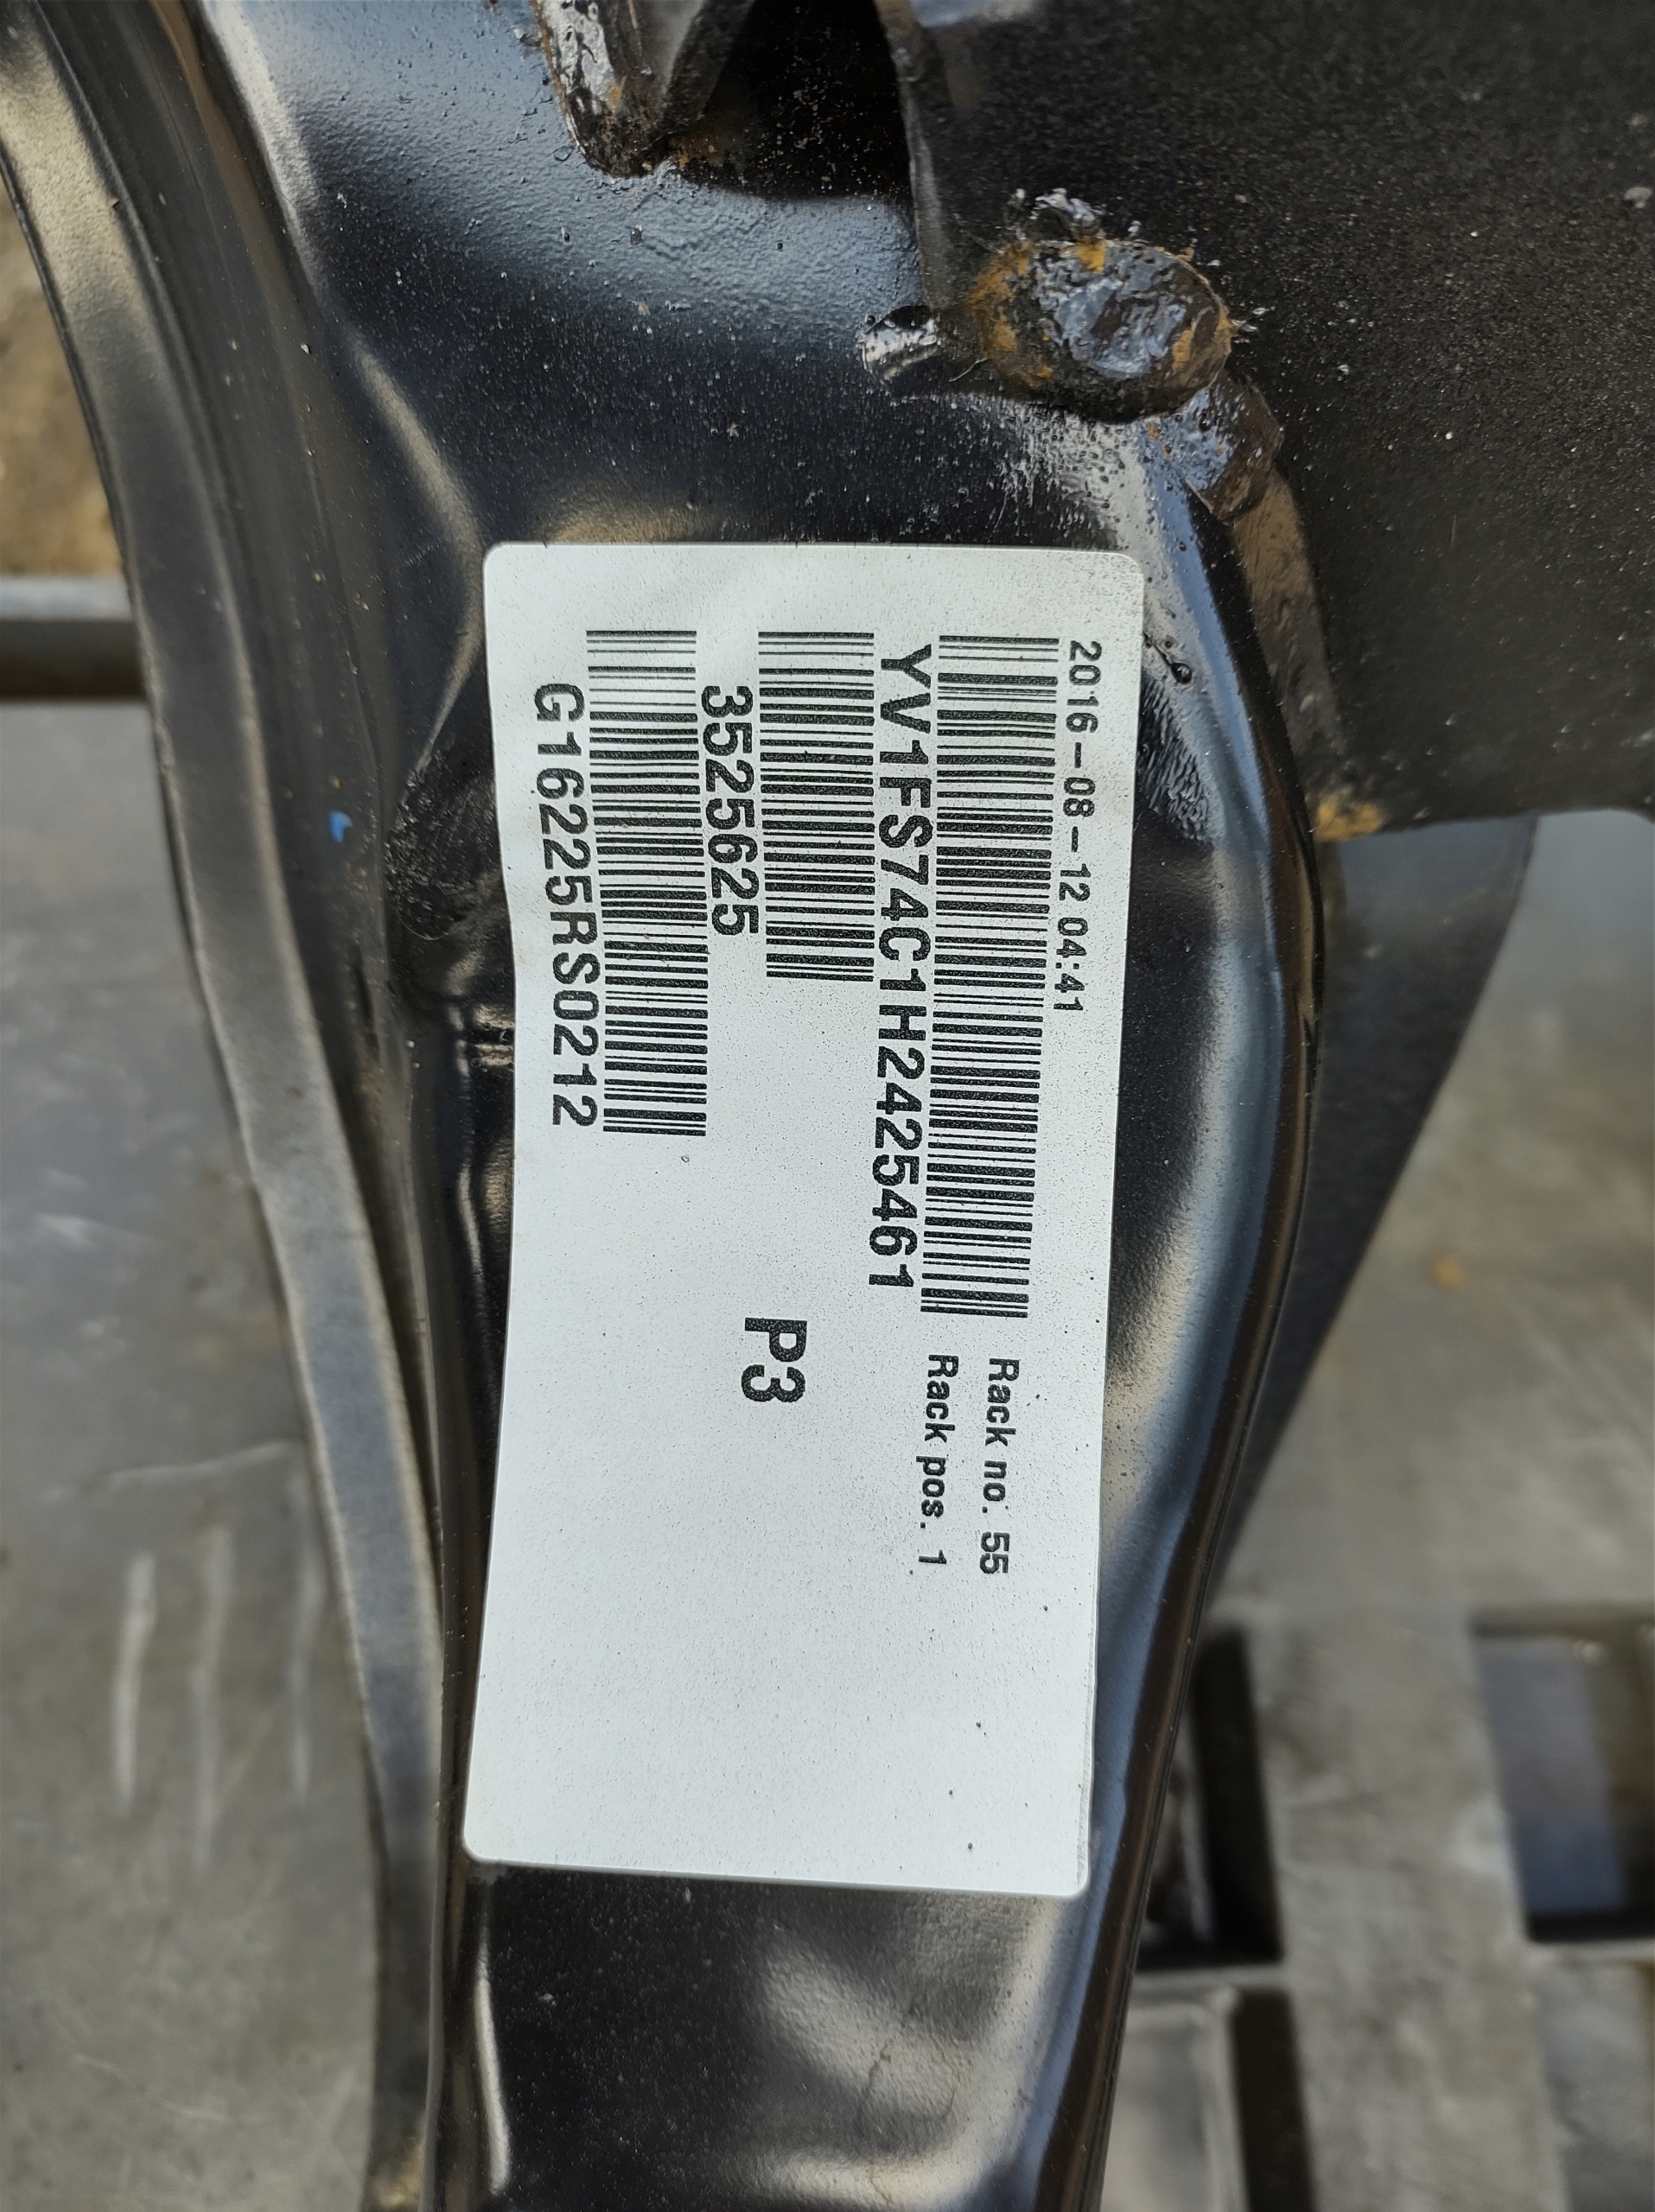 2016-08-12 04:41
Rack no. 55
YV1FS74C1H2425461
Rack pos. 1
3525625
P3
G16225RS0212